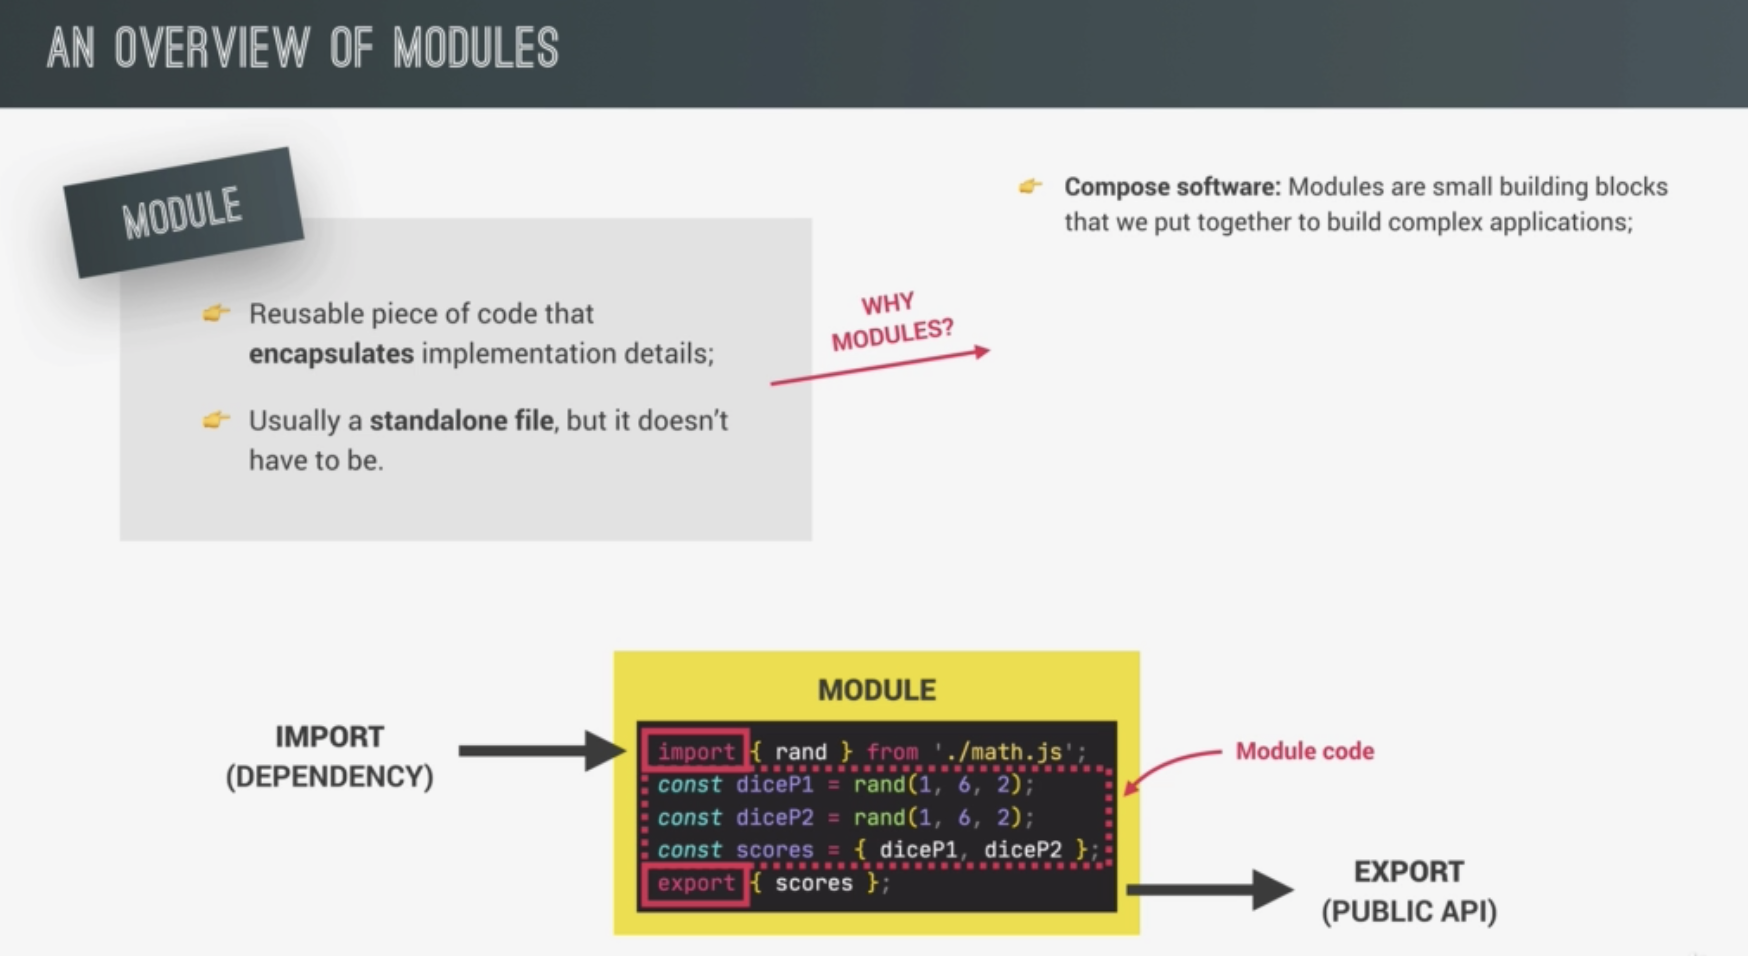 AN OVERVIEW OF MODULES
MODULE
👉 Reusable piece of code that
encapsulates implementation details;
👉 Usually a standalone file, but it doesn’t
have to be.
WHY
MODULES?
👉 Compose software: Modules are small building blocks
that we put together to build complex applications;
IMPORT
(DEPENDENCY)
MODULE
import { rand } from './math.js';
const diceP1 = rand(1, 6, 2);
const diceP2 = rand(1, 6, 2);
const scores = { diceP1, diceP2 };
export { scores };
Module code
EXPORT
(PUBLIC API)